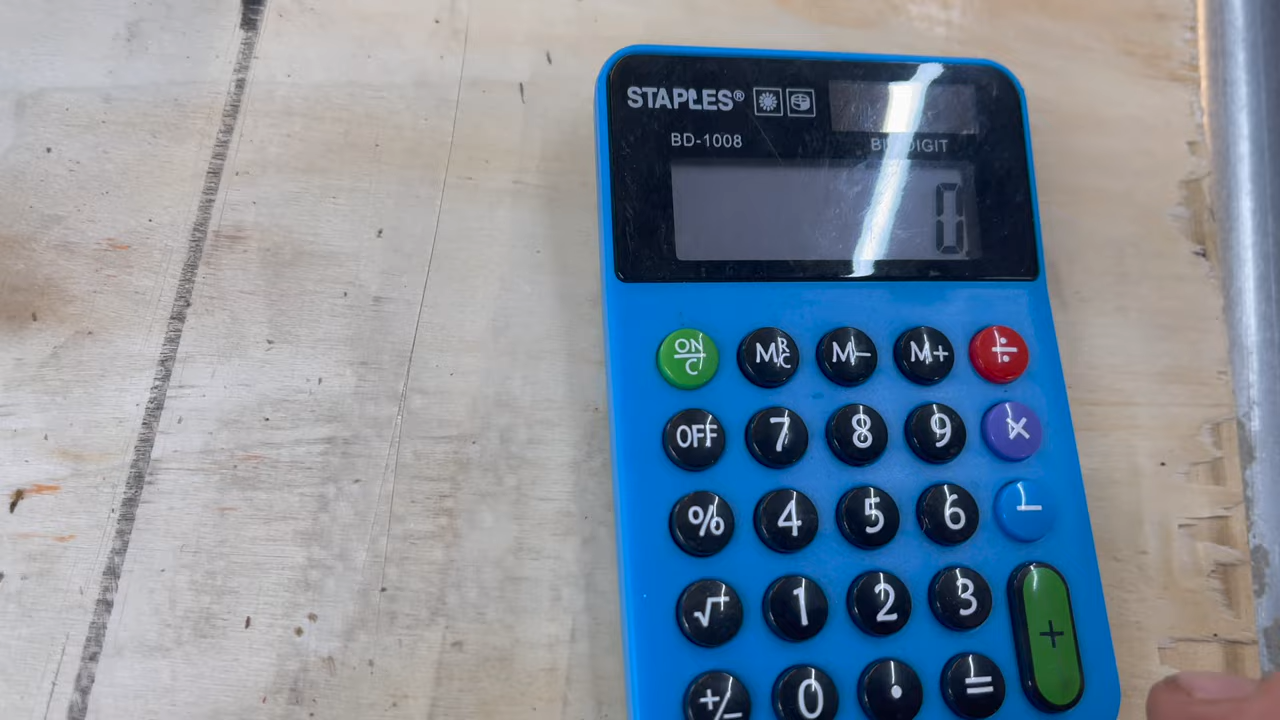 STAPLES®
BD-1008
DIGIT
0
ON/C MRC M− M+ ÷
OFF 7 8 9 ×
% 4 5 6 −
√ 1 2 3 +
+/− 0 . =